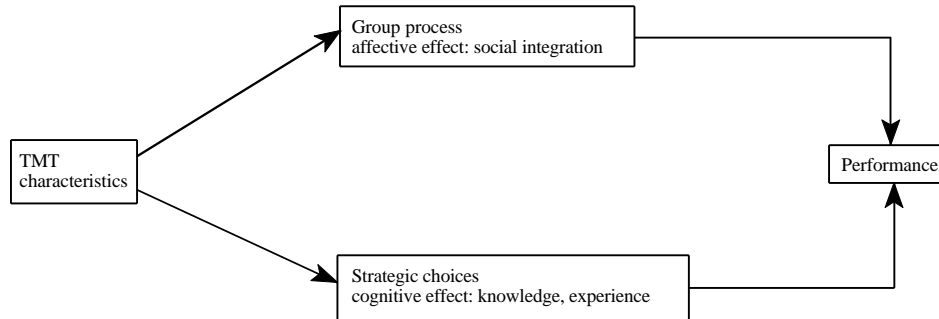 Group process
affective effect: social integration
TMT
characteristics
Performance
Strategic choices
cognitive effect: knowledge, experience